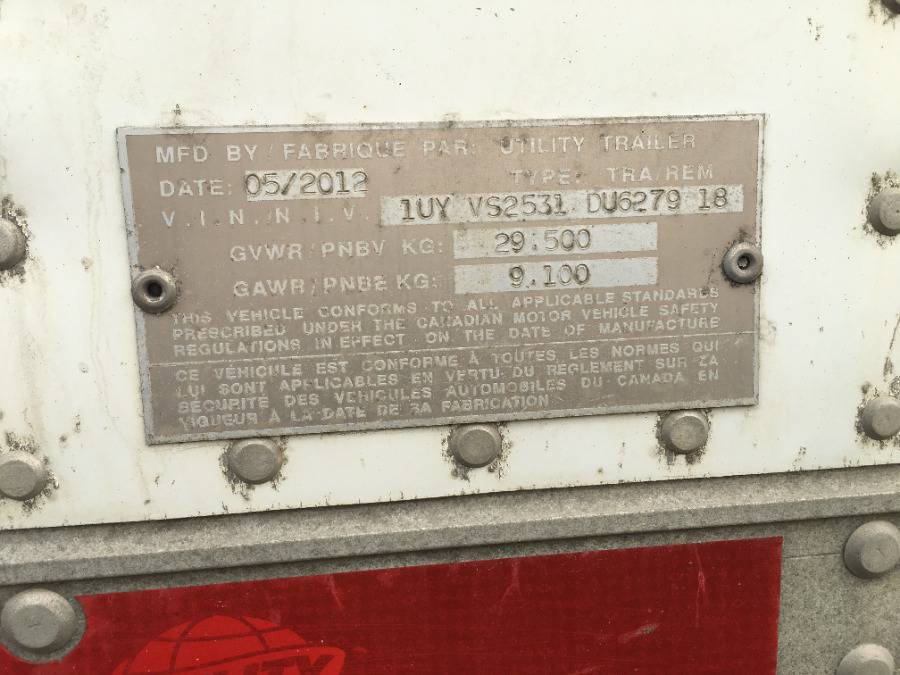 MFD BY / FABRIQUE PAR: UTILITY TRAILER
DATE: 05/2012 TYPE: TRA/REM
V.I.N./N.I.V. 1UY VS2531 DU6279 18
GVWR/PNBV KG: 29.500
GAWR/PNBE KG: 9.100
THIS VEHICLE CONFORMS TO ALL APPLICABLE STANDARDS
PRESCRIBED UNDER THE CANADIAN MOTOR VEHICLE SAFETY
REGULATIONS IN EFFECT ON THE DATE OF MANUFACTURE
CE VÉHICULE EST CONFORME À TOUTES LES NORMES QUI
LUI SONT APPLICABLES EN VERTU DU RÈGLEMENT SUR LA
SÉCURITÉ DES VÉHICULES AUTOMOBILES DU CANADA EN
VIGUEUR À LA DATE DE SA FABRICATION